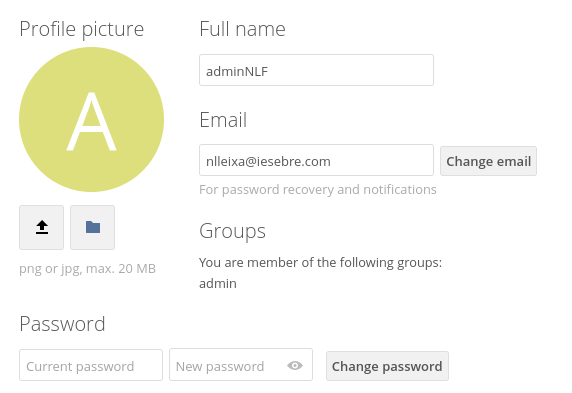 Profile picture
A
png or jpg, max. 20 MB
Full name
adminNLF
Email
nlleixa@iesebre.com
Change email
For password recovery and notifications
Groups
You are member of the following groups:
admin
Password
Current password
New password
Change password